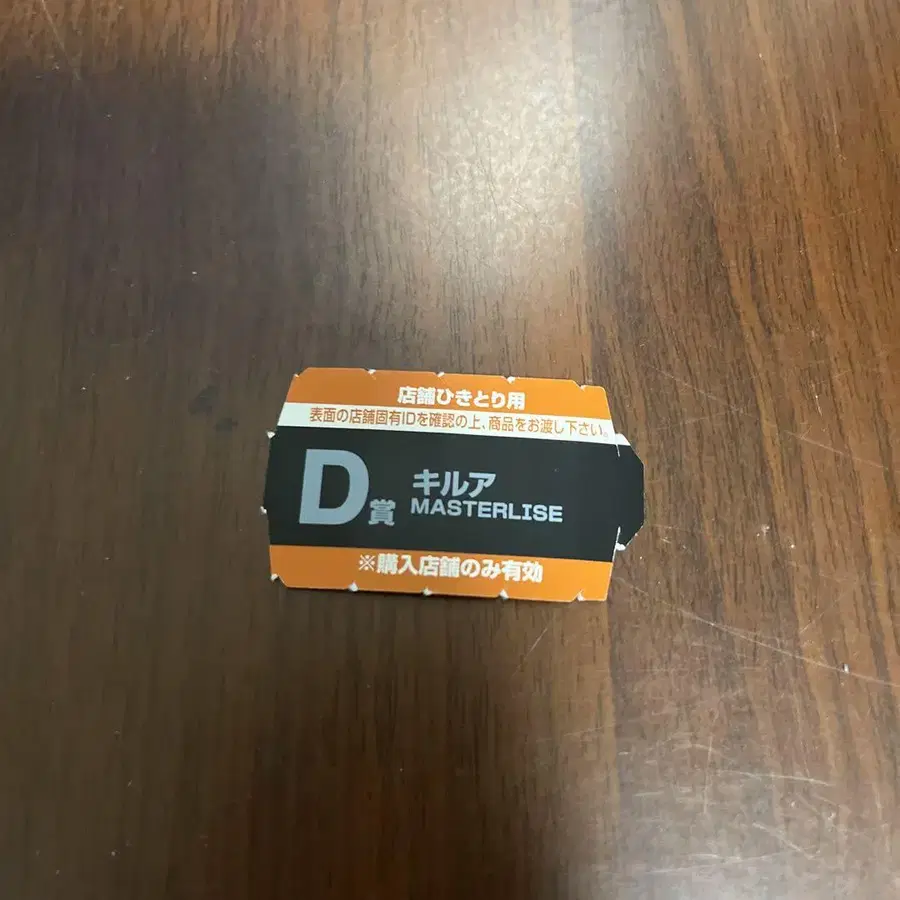 店舗ひきとり用
表面の店舗固有IDを確認の上、商品をお渡し下さい。
D賞 キルア
MASTERLISE
※購入店舗のみ有効